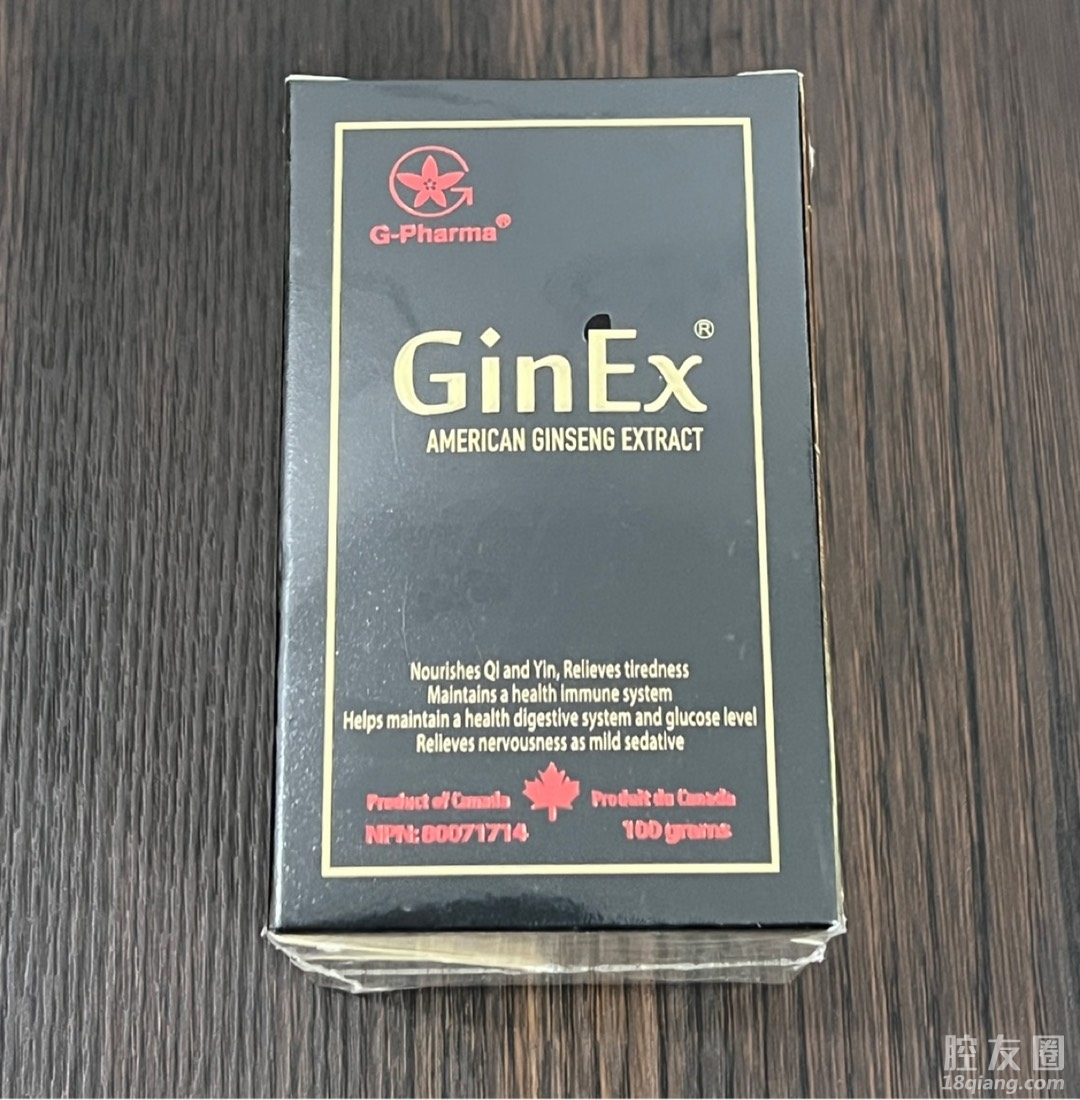 G-Pharma®
GinEx®
AMERICAN GINSENG EXTRACT
Nourishes Qi and Yin, Relieves tiredness
Maintains a health immune system
Helps maintain a health digestive system and glucose level
Relieves nervousness as mild sedative
Product of Canada Produit du Canada
NPN: 80071714 100 grams
腔友圈
18qiang.com